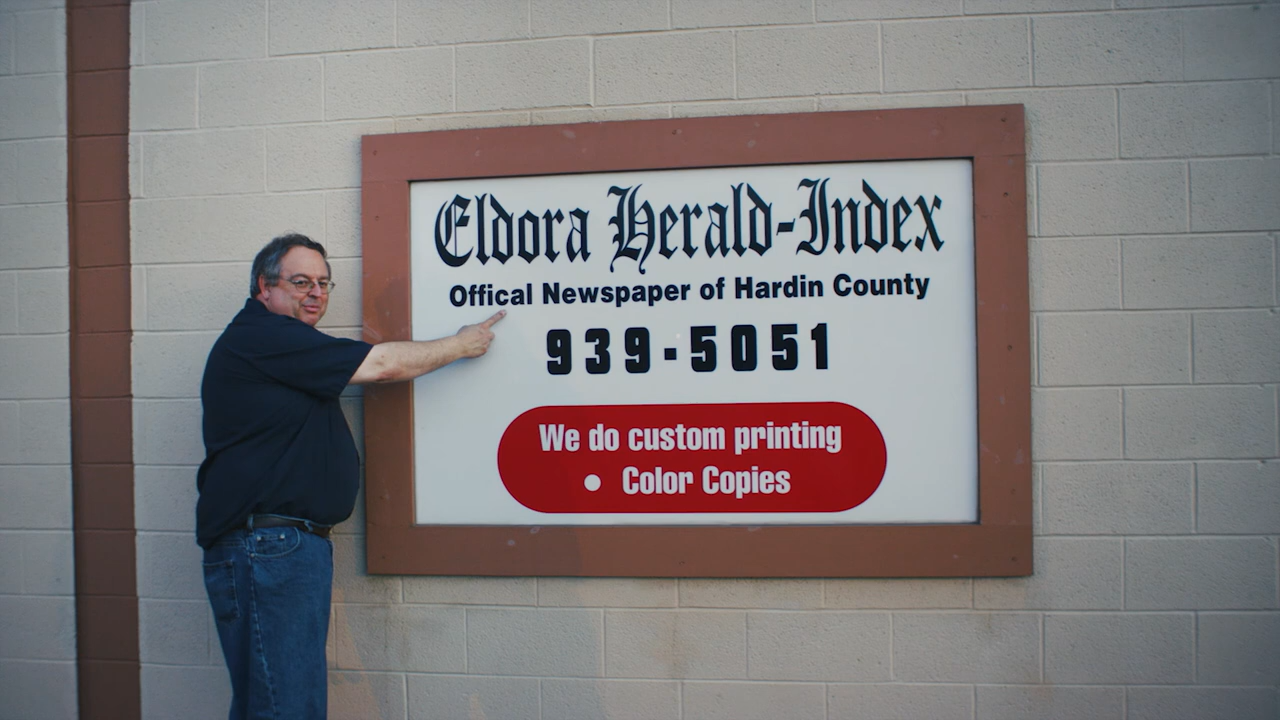 Eldora Herald-Index
Offical Newspaper of Hardin County
939-5051
We do custom printing
• Color Copies